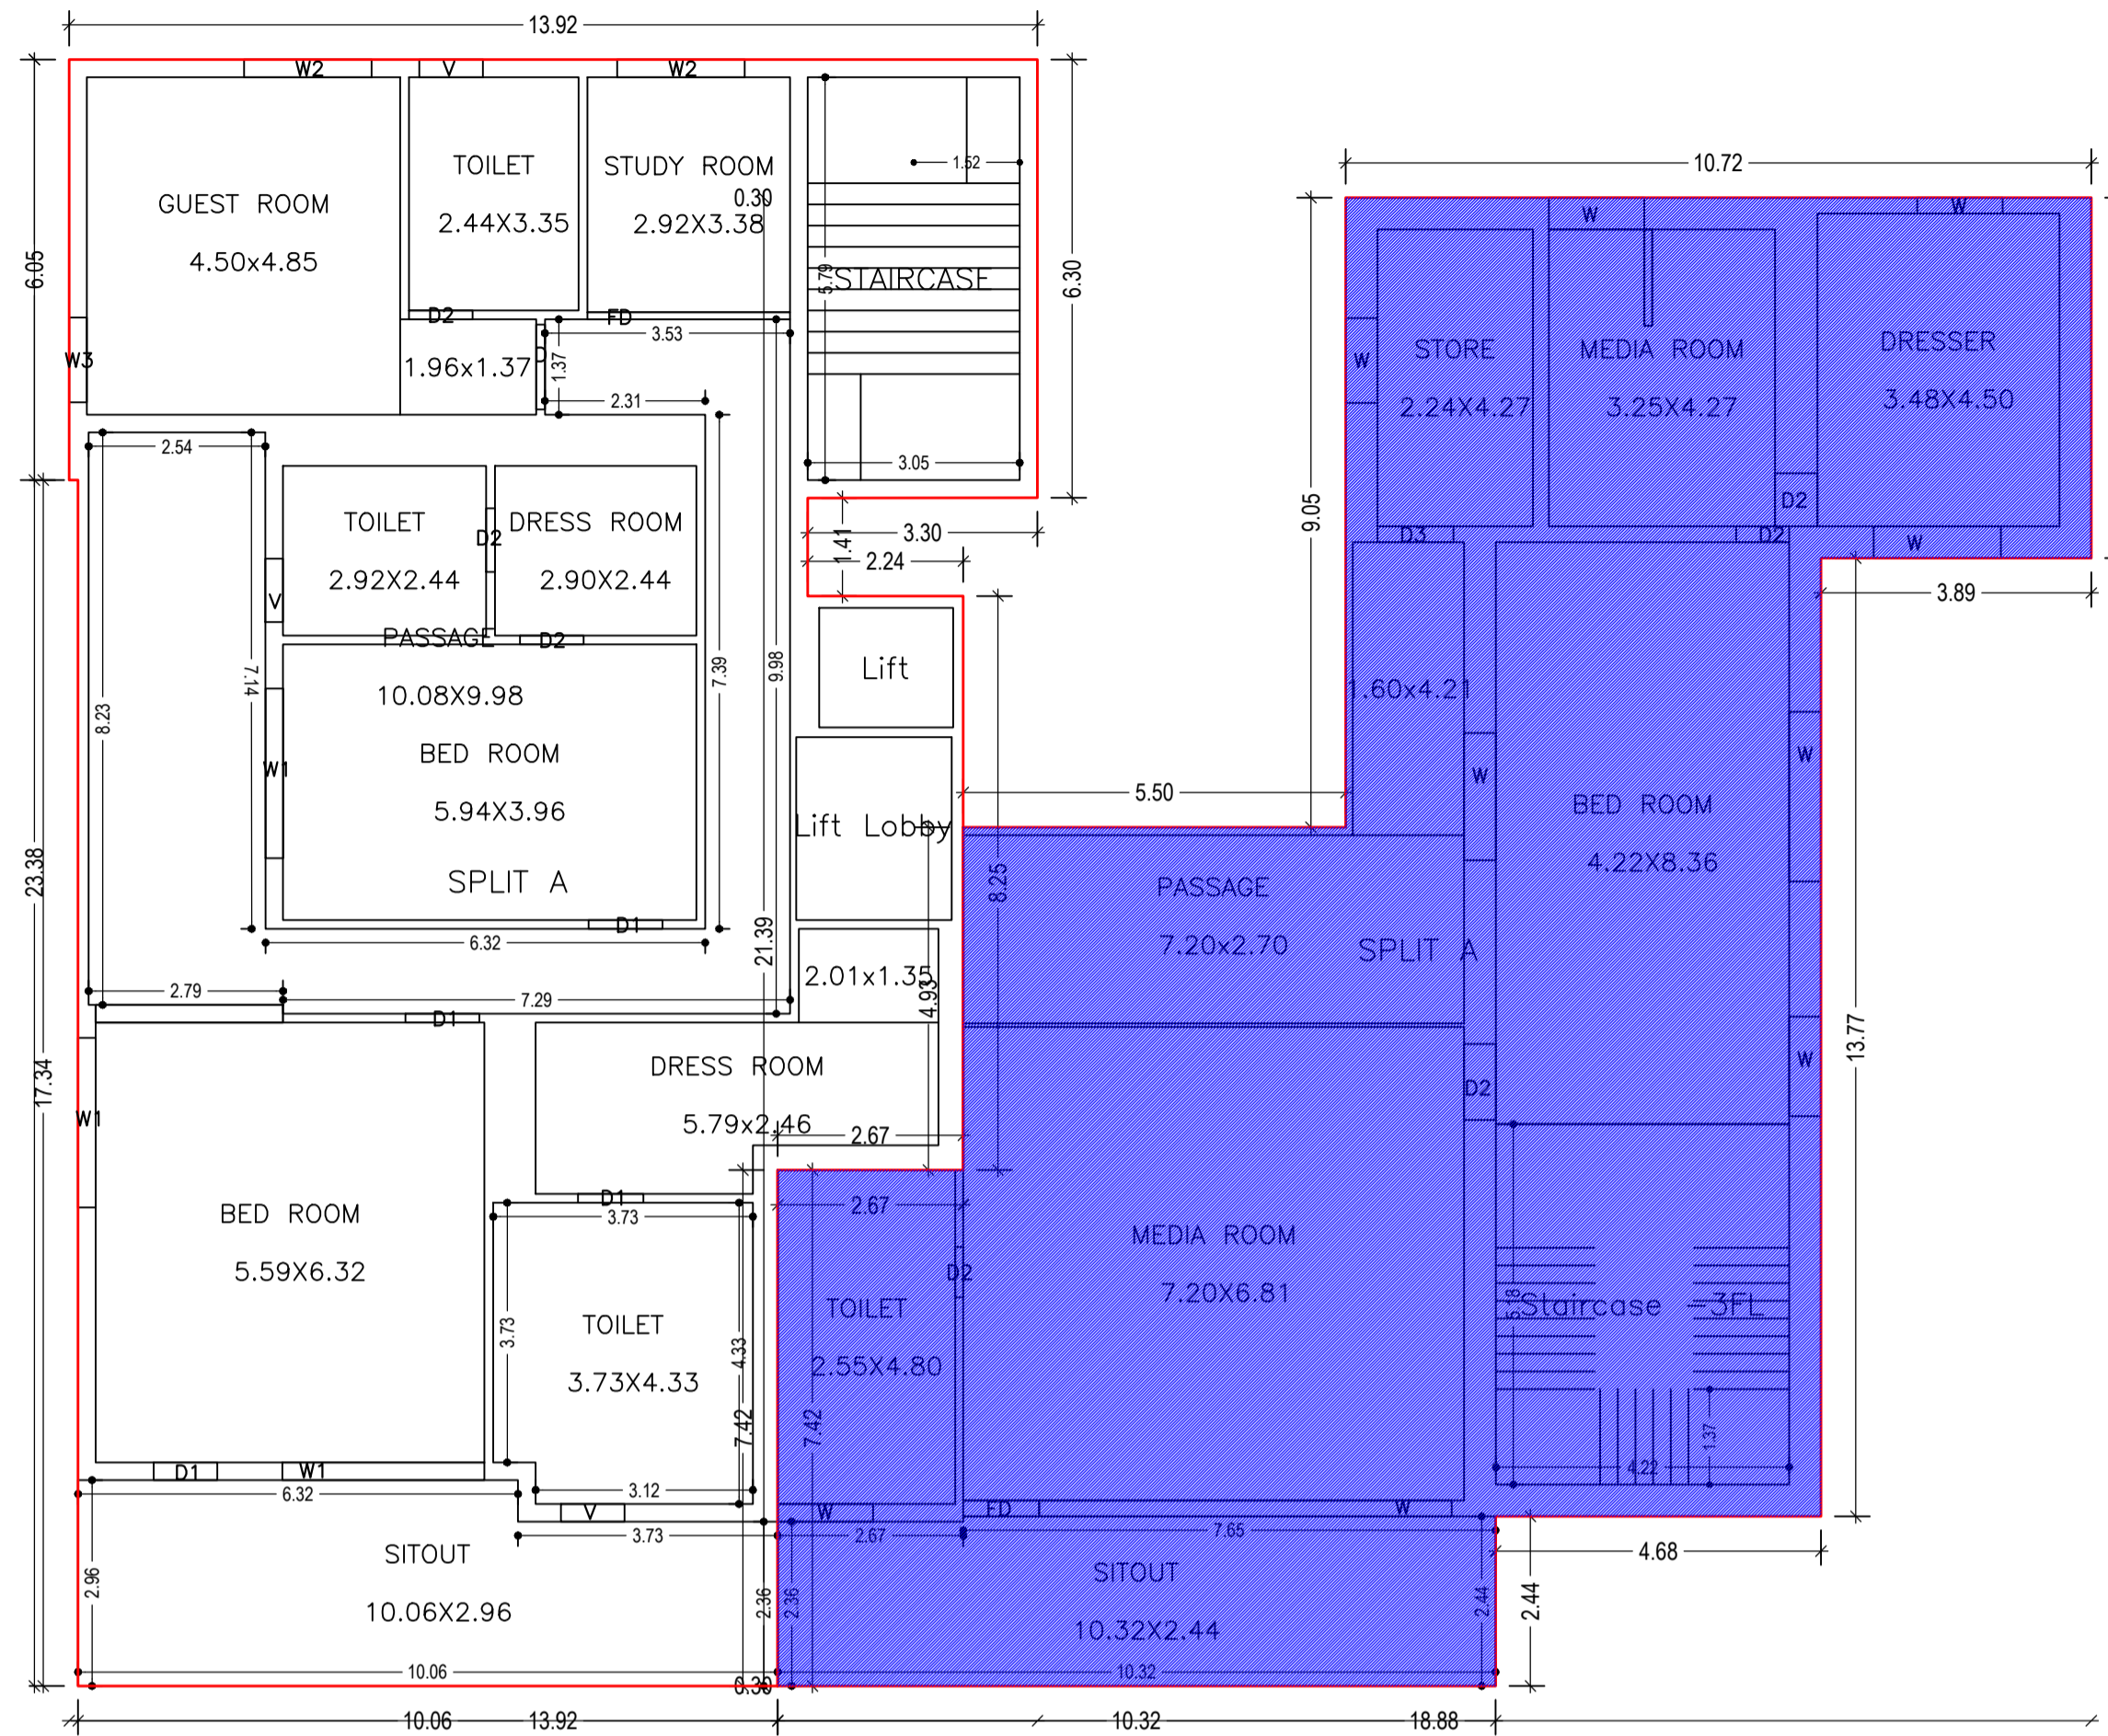 13.92
W2
V
W2
10.72
TOILET
STUDY ROOM
1.52
GUEST ROOM
2.44X3.35
0.30
2.92X3.38
W
W
4.50x4.85
6.05
5.79
STAIRCASE
6.30
D2
FD
3.53
W3
1.96x1.37
D
1.37
2.31
STORE
2.24X4.27
MEDIA ROOM
3.25X4.27
DRESSER
3.48X4.50
W
2.54
3.05
9.05
D2
TOILET
2.92X2.44
D2
DRESS ROOM
2.90X2.44
1.41
3.30
2.24
D3
D2
W
3.89
V
PASSAGE
10.08X9.98
D2
8.23
7.14
7.39
9.98
Lift
1.60x4.21
W1
BED ROOM
5.94X3.96
SPLIT A
5.50
W
W
BED ROOM
4.22X8.36
Lift Lobby
23.38
8.25
PASSAGE
7.20x2.70
SPLIT A
D1
6.32
21.39
2.01x1.35
4.93
2.79
7.29
D1
17.34
W1
DRESS ROOM
5.79x2.46
2.67
D2
W
13.77
D1
3.73
2.67
BED ROOM
5.59X6.32
MEDIA ROOM
7.20X6.81
D2
TOILET
2.55X4.80
Staircase -3FL
5.18
TOILET
3.73X4.33
3.73
4.33
7.42
7.42
1.37
4.22
D1
W1
6.32
3.12
V
W
FD
W
3.73
2.67
7.65
4.68
SITOUT
10.06X2.96
2.96
2.36
2.36
SITOUT
10.32X2.44
2.44
2.44
10.06
10.32
0.30
10.06
13.92
10.32
18.88